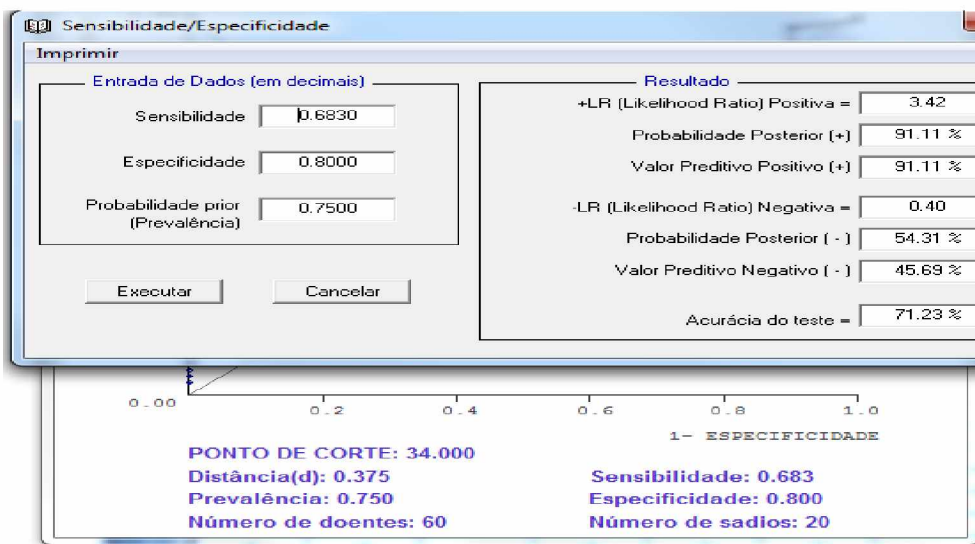 Sensibilidade/Especificidade
Imprimir
Entrada de Dados (em decimais)
Sensibilidade 0.6830
Especificidade 0.8000
Probabilidade prior 0.7500
(Prevalência)
Executar Cancelar
Resultado
+LR (Likelihood Ratio) Positiva = 3.42
Probabilidade Posterior (+) 91.11 %
Valor Preditivo Positivo (+) 91.11 %
-LR (Likelihood Ratio) Negativa = 0.40
Probabilidade Posterior ( - ) 54.31 %
Valor Preditivo Negativo ( - ) 45.69 %
Acurácia do teste = 71.23 %
0.00
0.2 0.4 0.6 0.8 1.0
1- ESPECIFICIDADE
PONTO DE CORTE: 34.000
Distância(d): 0.375 Sensibilidade: 0.683
Prevalência: 0.750 Especificidade: 0.800
Número de doentes: 60 Número de sadios: 20